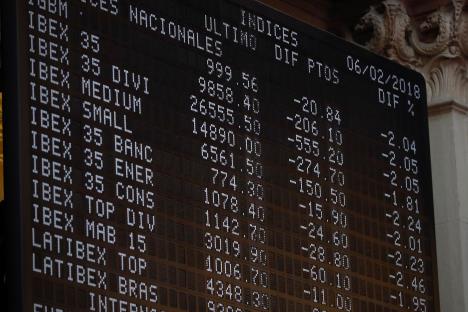 INDICES 06/02/2018
ICES NACIONALES ULTIMO DIF PTOS DIF %
IGBM 999.56 -20.84 -2.04
IBEX 35 9858.40 -206.10 -2.05
IBEX 35 DIVI 26555.50 -555.20 -2.05
IBEX MEDIUM 14890.00 -274.70 -1.81
IBEX SMALL 6561.50 -150.50 -2.24
IBEX 35 BANC 774.30 -15.90 -2.01
IBEX 35 ENER 1078.40 -24.60 -2.23
IBEX 35 CONS 1142.70 -28.80 -2.46
IBEX TOP DIV 3019.90 -60.10 -1.95
IBEX MAB 15 1006.70 -11.00
LATIBEX TOP 4348.30
LATIBEX BRAS